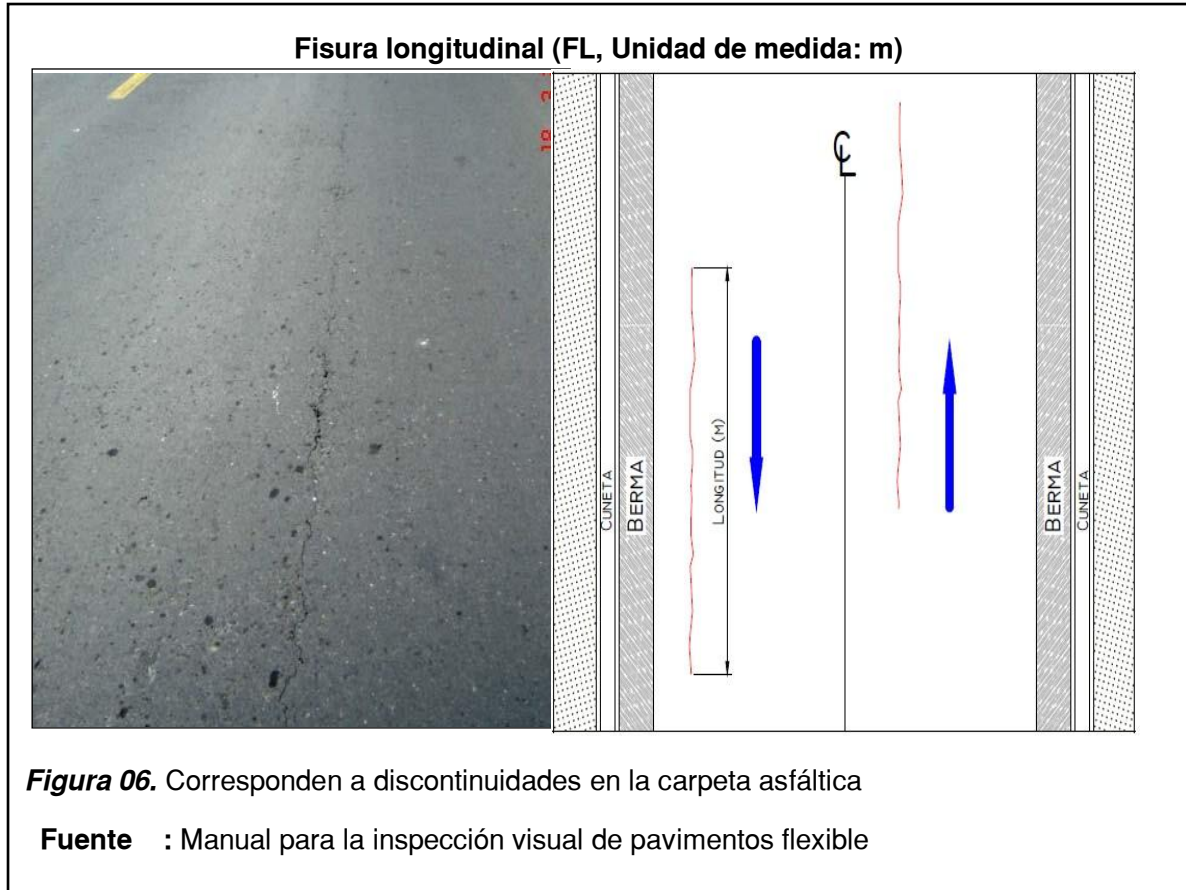 Fisura longitudinal (FL, Unidad de medida: m)
CL
LONGITUD (M)
CUNETA
BERMA
BERMA
CUNETA
Figura 06. Corresponden a discontinuidades en la carpeta asfáltica
Fuente : Manual para la inspección visual de pavimentos flexible